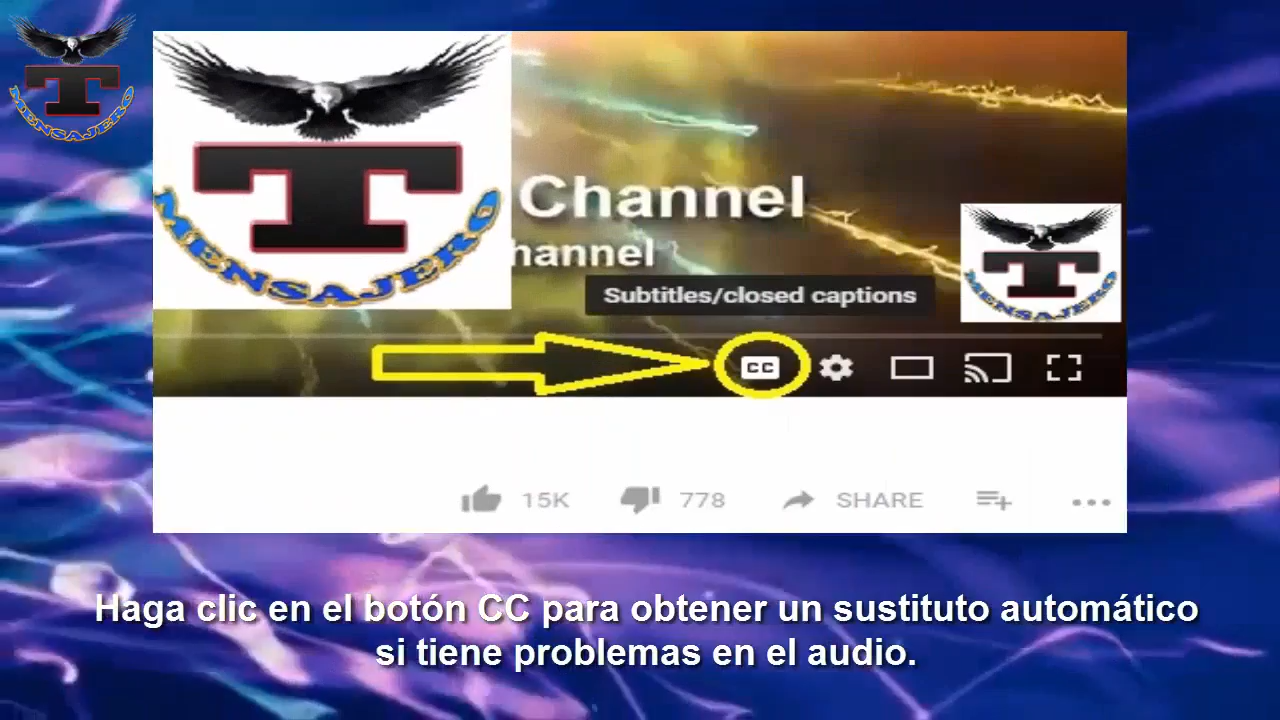 T
MENSAJERO
T
MENSAJERO
Channel
hannel
Subtitles/closed captions
T
MENSAJERO
CC
15K 778 SHARE
Haga clic en el botón CC para obtener un sustituto automático
si tiene problemas en el audio.